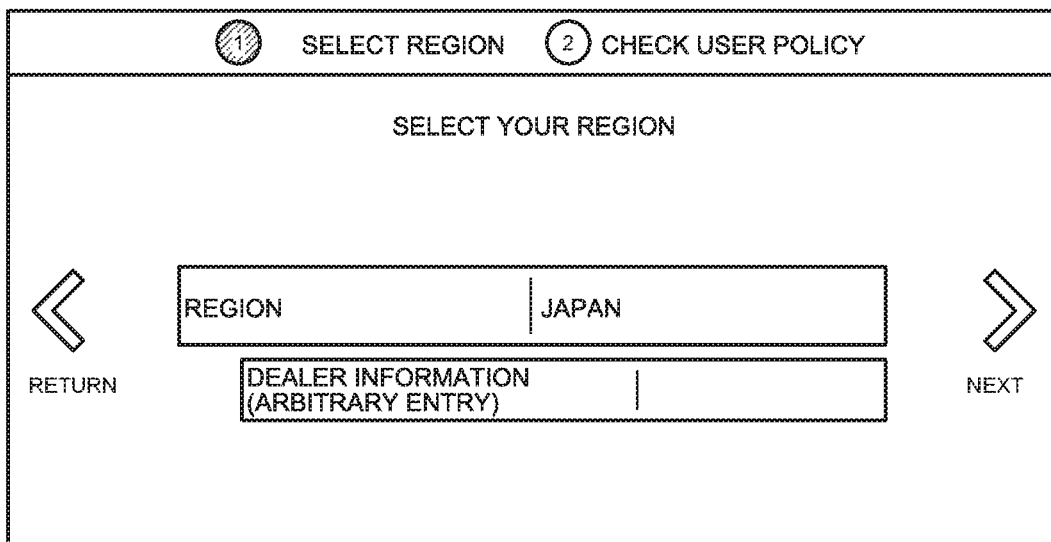 1 SELECT REGION 2 CHECK USER POLICY
SELECT YOUR REGION
REGION JAPAN
RETURN
DEALER INFORMATION
(ARBITRARY ENTRY)
NEXT